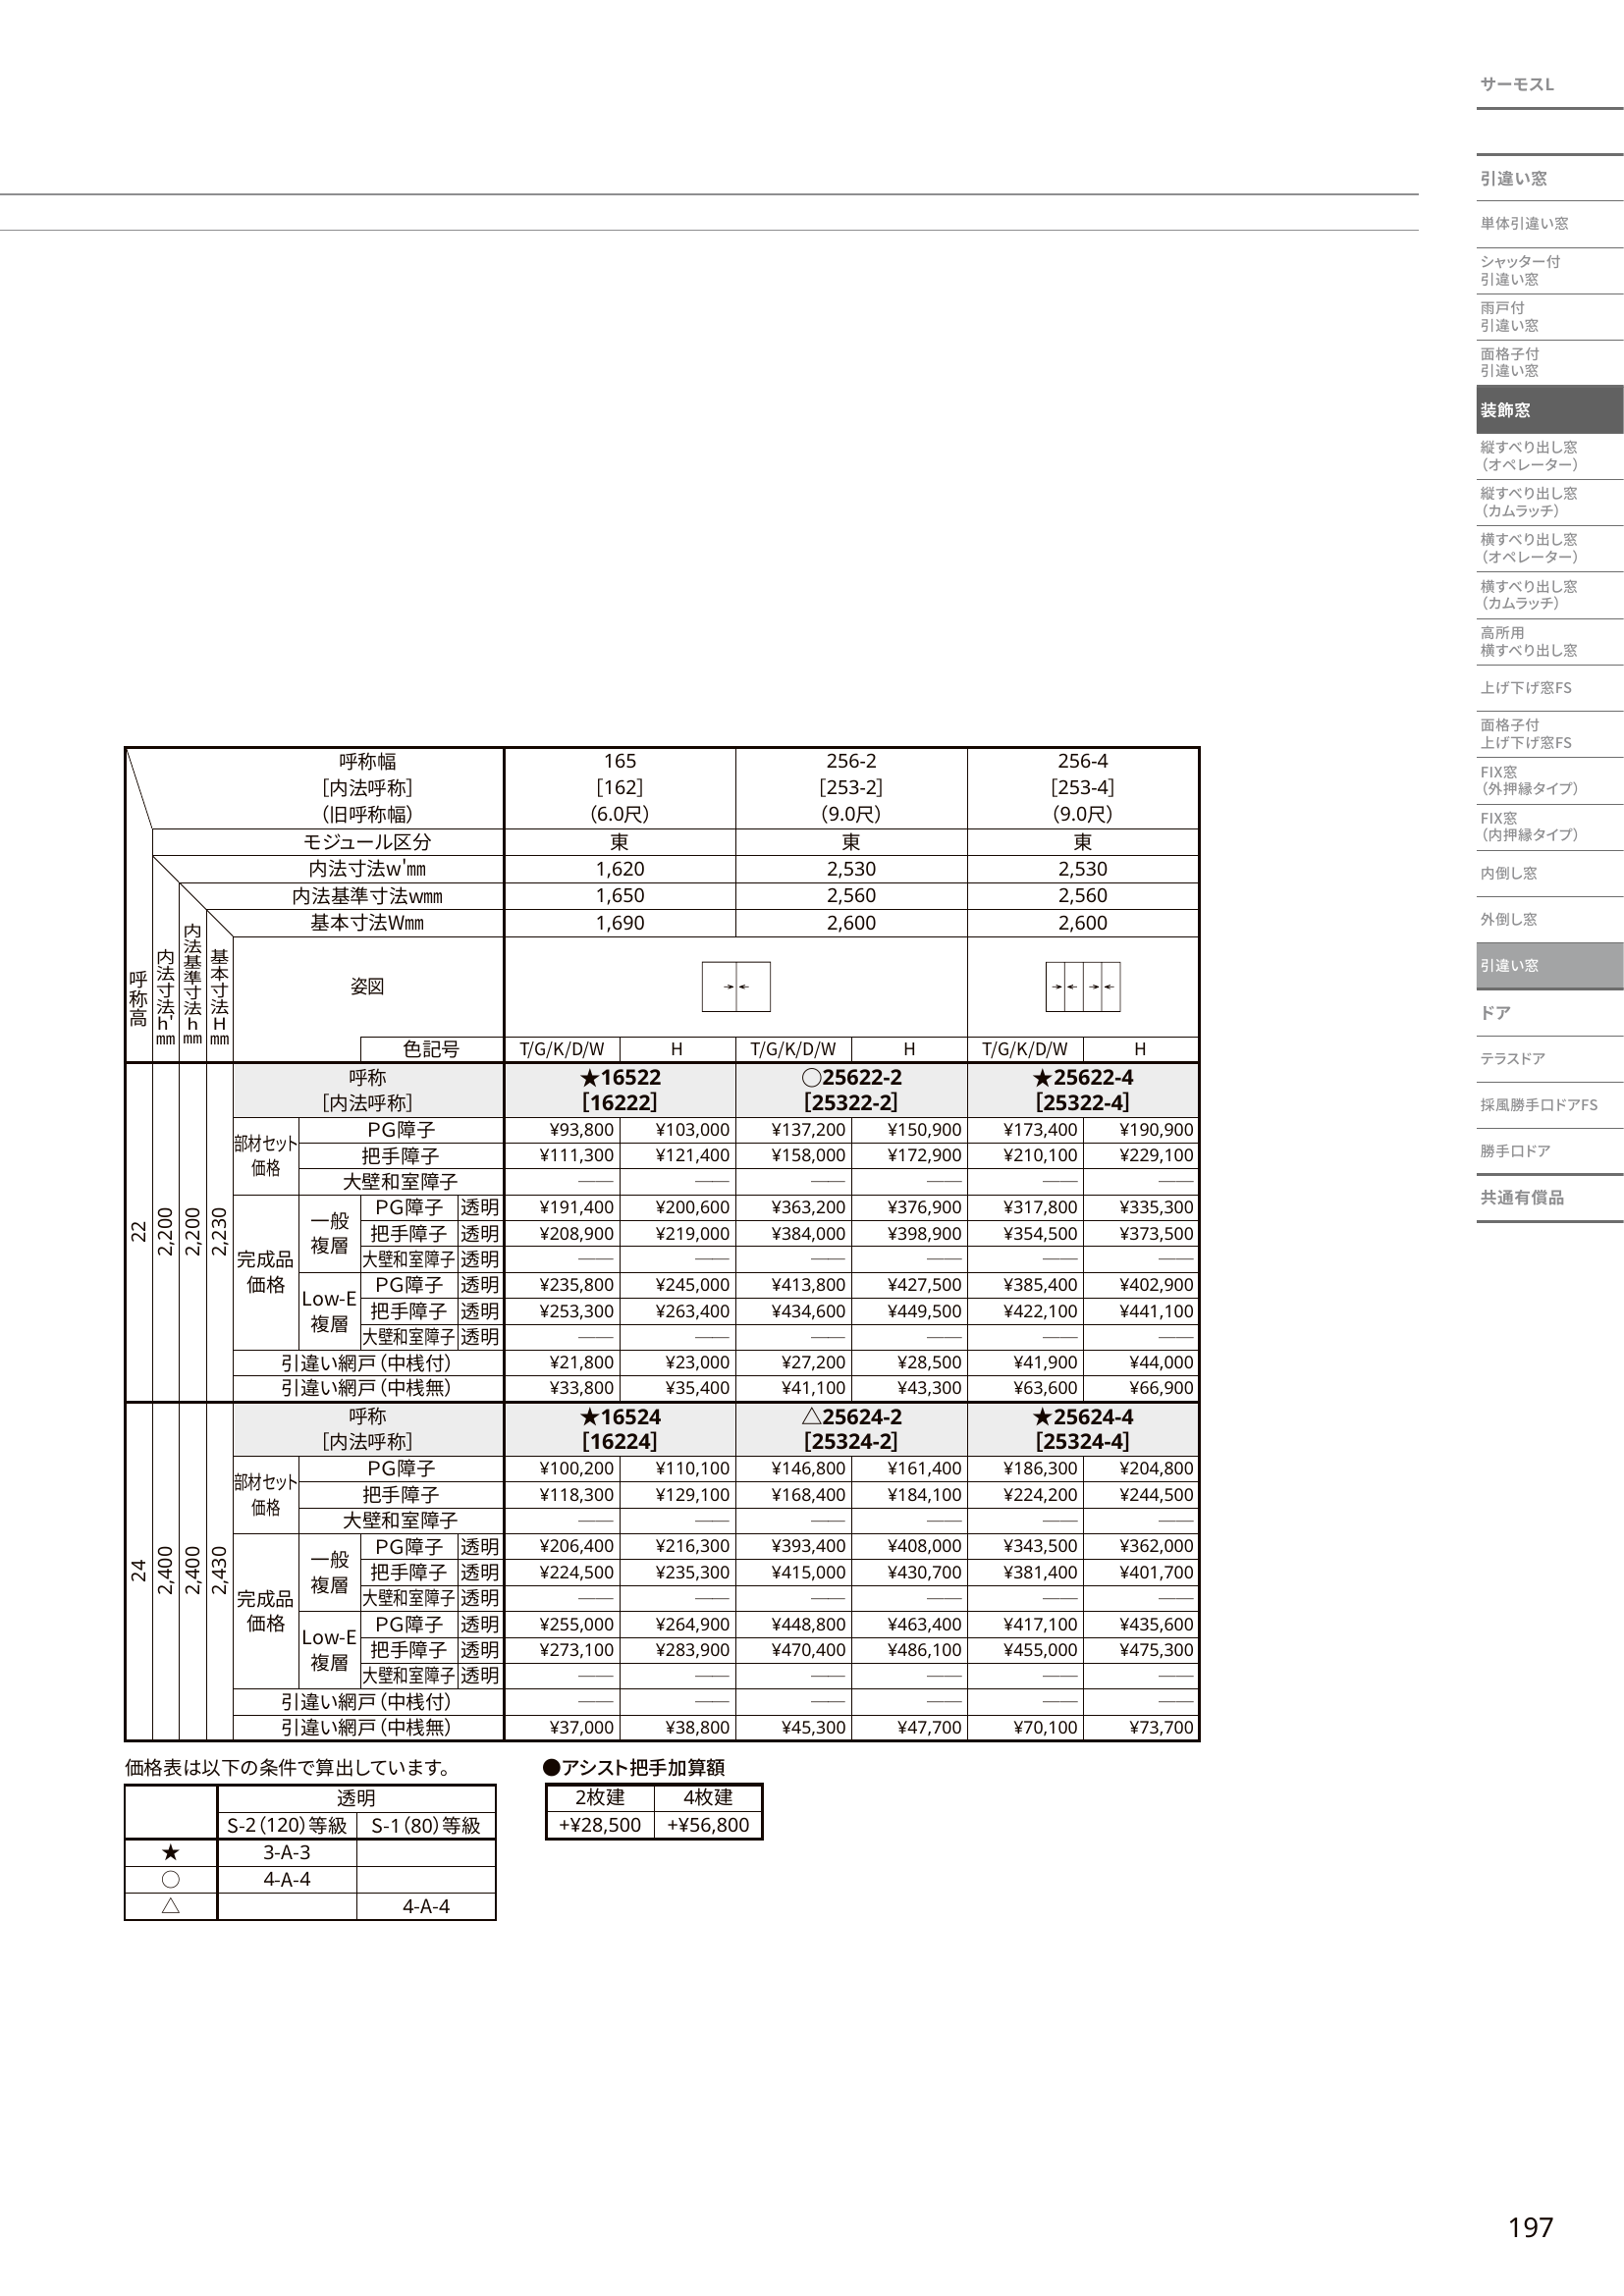 サーモスL
引違い窓
単体引違い窓
シャッター付
引違い窓
雨戸付
引違い窓
面格子付
引違い窓
装飾窓
縦すべり出し窓
（オペレーター）
縦すべり出し窓
（カムラッチ）
横すべり出し窓
（オペレーター）
横すべり出し窓
（カムラッチ）
高所用
横すべり出し窓
上げ下げ窓FS
面格子付
上げ下げ窓FS
FIX窓
（外押縁タイプ）
FIX窓
（内押縁タイプ）
内倒し窓
外倒し窓
引違い窓
ドア
テラスドア
採風勝手口ドアFS
勝手口ドア
共通有償品
呼称幅 165 256-2 256-4
［内法呼称］ ［162］ ［253-2］ ［253-4］
（旧呼称幅） （6.0尺） （9.0尺） （9.0尺）
モジュール区分 東 東 東
内法寸法w'㎜ 1,620 2,530 2,530
内法基準寸法w㎜ 1,650 2,560 2,560
基本寸法W㎜ 1,690 2,600 2,600
呼称高 内法寸法h'㎜ 内法基準寸法h㎜ 基本寸法H㎜ 姿図
色記号 T/G/K/D/W H T/G/K/D/W H T/G/K/D/W H
22 2,200 2,200 2,230
呼称 ★16522 ○25622-2 ★25622-4
［内法呼称］ ［16222］ ［25322-2］ ［25322-4］
部材セット価格 PG障子 ¥93,800 ¥103,000 ¥137,200 ¥150,900 ¥173,400 ¥190,900
把手障子 ¥111,300 ¥121,400 ¥158,000 ¥172,900 ¥210,100 ¥229,100
大壁和室障子 —— —— —— —— —— ——
完成品価格 一般複層 PG障子 透明 ¥191,400 ¥200,600 ¥363,200 ¥376,900 ¥317,800 ¥335,300
把手障子 透明 ¥208,900 ¥219,000 ¥384,000 ¥398,900 ¥354,500 ¥373,500
大壁和室障子 透明 —— —— —— —— —— ——
Low-E複層 PG障子 透明 ¥235,800 ¥245,000 ¥413,800 ¥427,500 ¥385,400 ¥402,900
把手障子 透明 ¥253,300 ¥263,400 ¥434,600 ¥449,500 ¥422,100 ¥441,100
大壁和室障子 透明 —— —— —— —— —— ——
引違い網戸（中桟付） ¥21,800 ¥23,000 ¥27,200 ¥28,500 ¥41,900 ¥44,000
引違い網戸（中桟無） ¥33,800 ¥35,400 ¥41,100 ¥43,300 ¥63,600 ¥66,900
24 2,400 2,400 2,430
呼称 ★16524 △25624-2 ★25624-4
［内法呼称］ ［16224］ ［25324-2］ ［25324-4］
部材セット価格 PG障子 ¥100,200 ¥110,100 ¥146,800 ¥161,400 ¥186,300 ¥204,800
把手障子 ¥118,300 ¥129,100 ¥168,400 ¥184,100 ¥224,200 ¥244,500
大壁和室障子 —— —— —— —— —— ——
完成品価格 一般複層 PG障子 透明 ¥206,400 ¥216,300 ¥393,400 ¥408,000 ¥343,500 ¥362,000
把手障子 透明 ¥224,500 ¥235,300 ¥415,000 ¥430,700 ¥381,400 ¥401,700
大壁和室障子 透明 —— —— —— —— —— ——
Low-E複層 PG障子 透明 ¥255,000 ¥264,900 ¥448,800 ¥463,400 ¥417,100 ¥435,600
把手障子 透明 ¥273,100 ¥283,900 ¥470,400 ¥486,100 ¥455,000 ¥475,300
大壁和室障子 透明 —— —— —— —— —— ——
引違い網戸（中桟付） —— —— —— —— —— ——
引違い網戸（中桟無） ¥37,000 ¥38,800 ¥45,300 ¥47,700 ¥70,100 ¥73,700
価格表は以下の条件で算出しています。
透明
S-2（120）等級 S-1（80）等級
★ 3-A-3
○ 4-A-4
△ 4-A-4
●アシスト把手加算額
2枚建 4枚建
+¥28,500 +¥56,800
197